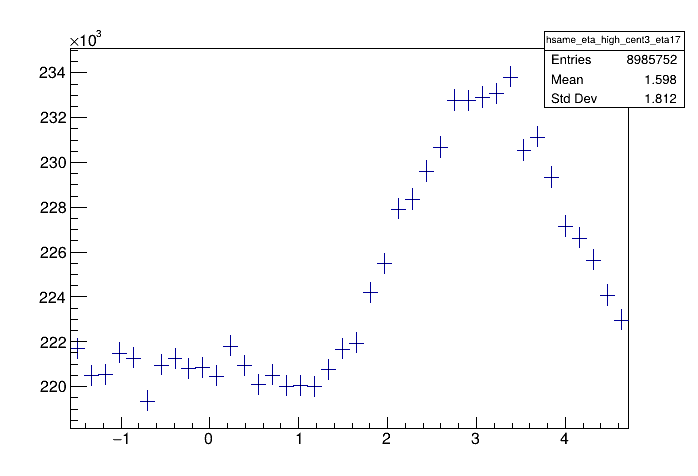 ×10³
hsame_eta_high_cent3_eta17
Entries 8985752
Mean 1.598
Std Dev 1.812
234
232
230
228
226
224
222
220
−1 0 1 2 3 4